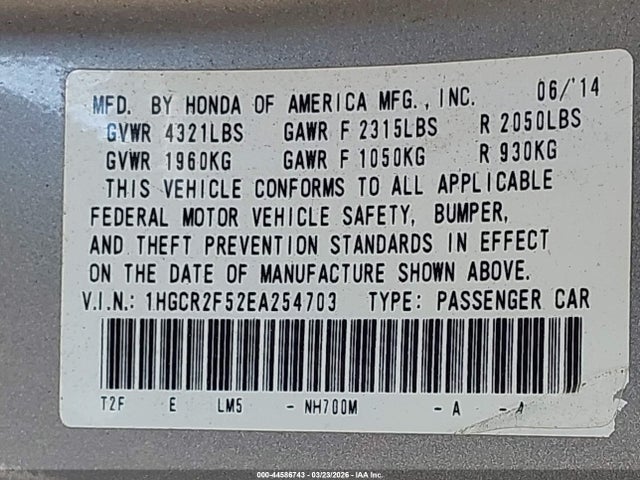 MFD. BY HONDA OF AMERICA MFG., INC. 06/'14
GVWR 4321LBS GAWR F 2315LBS R 2050LBS
GVWR 1960KG GAWR F 1050KG R 930KG
THIS VEHICLE CONFORMS TO ALL APPLICABLE
FEDERAL MOTOR VEHICLE SAFETY, BUMPER,
AND THEFT PREVENTION STANDARDS IN EFFECT
ON THE DATE OF MANUFACTURE SHOWN ABOVE.
V.I.N.: 1HGCR2F52EA254703 TYPE: PASSENGER CAR
T2F E LM5 - NH700M - A - A
000-44586743 - 03/23/2026 - IAA Inc.